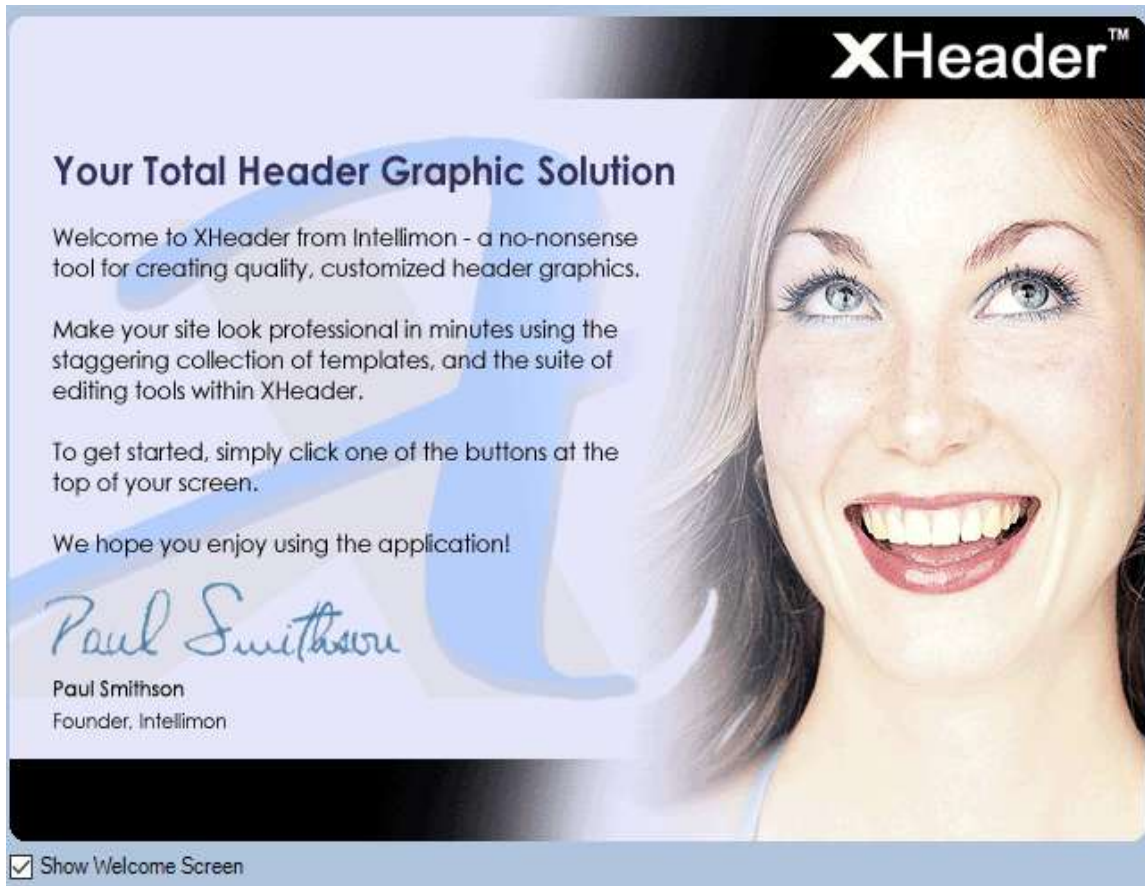 XHeader™
Your Total Header Graphic Solution
Welcome to XHeader from Intellimon - a no-nonsense
tool for creating quality, customized header graphics.
Make your site look professional in minutes using the
staggering collection of templates, and the suite of
editing tools within XHeader.
To get started, simply click one of the buttons at the
top of your screen.
We hope you enjoy using the application!
Paul Smithson
Paul Smithson
Founder, Intellimon
Show Welcome Screen